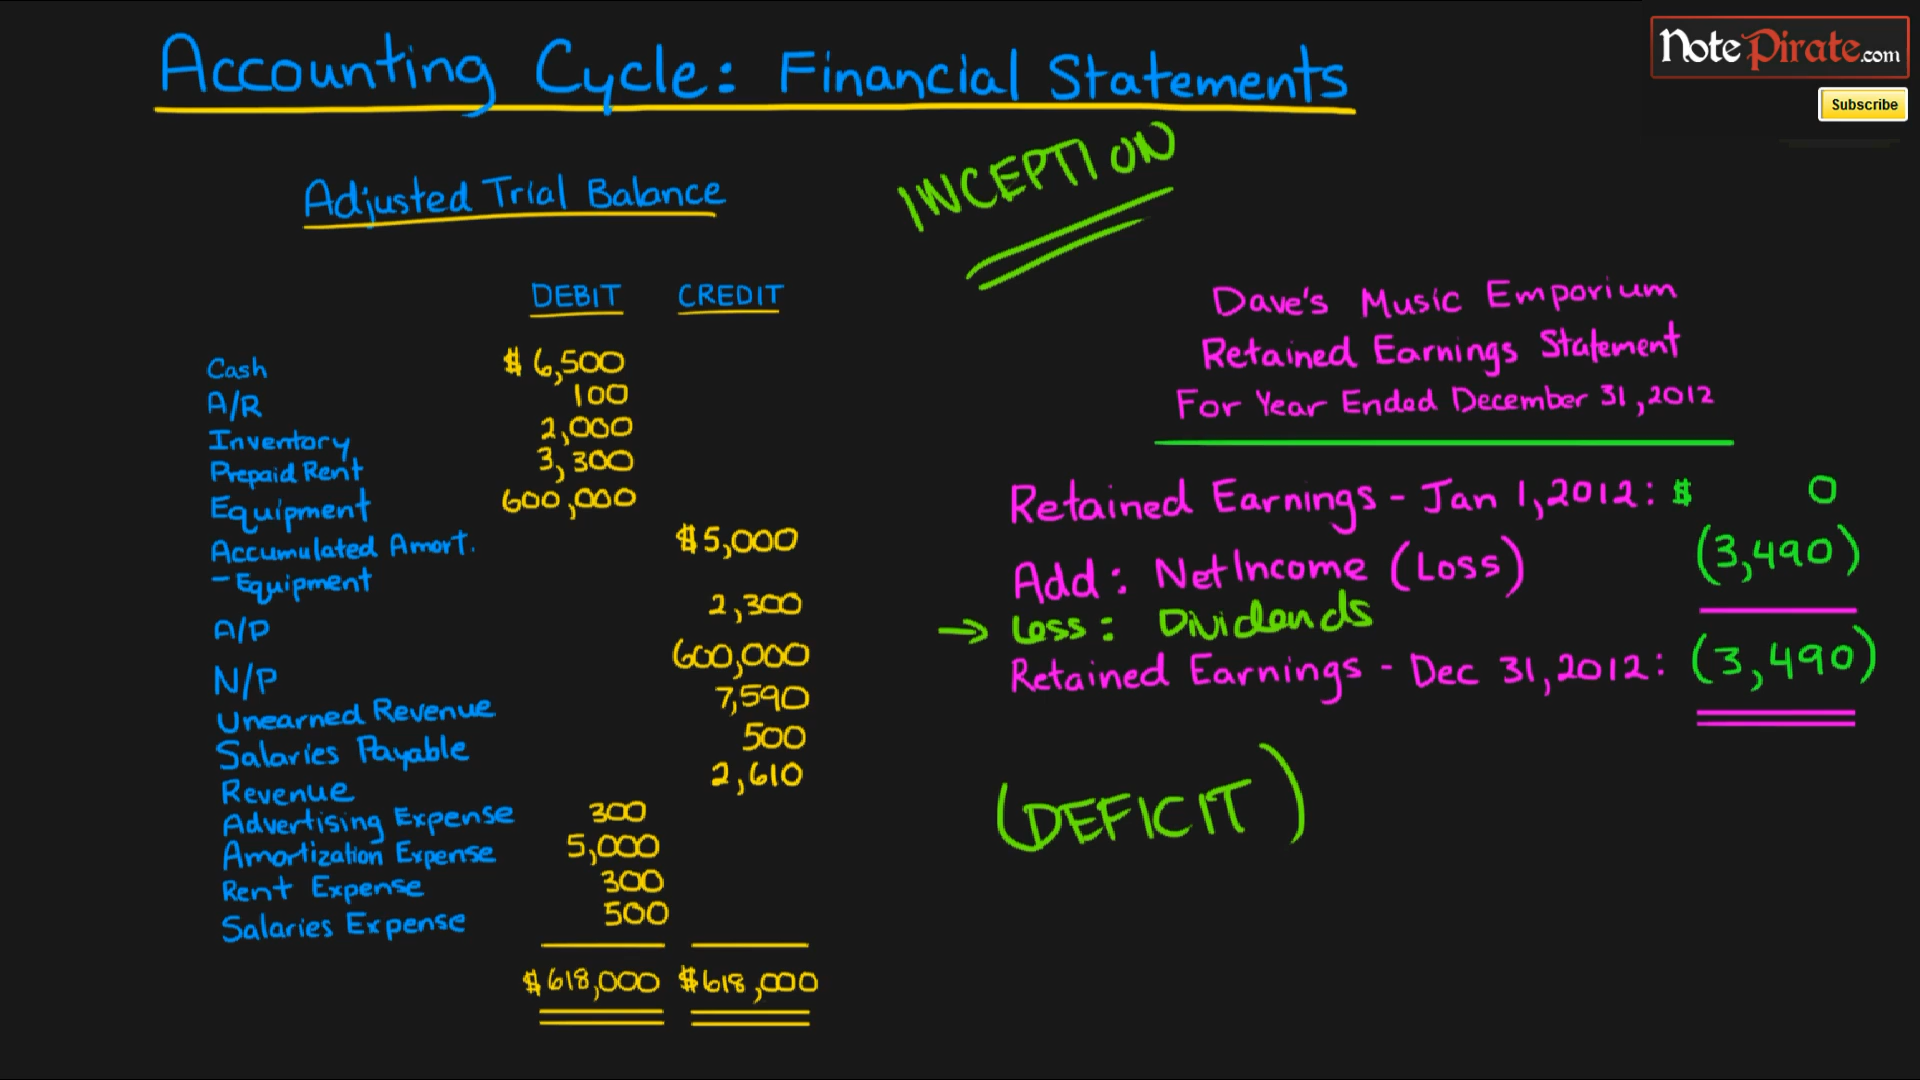 Accounting Cycle: Financial Statements
NotePirate.com
Subscribe
INCEPTION
Adjusted Trial Balance
DEBIT CREDIT
Cash $6,500
A/R 100
Inventory 2,000
Prepaid Rent 3,300
Equipment 600,000
Accumulated Amort. $5,000
- Equipment
A/P 2,300
N/P 600,000
Unearned Revenue 7,590
Salaries Payable 500
Revenue 2,610
Advertising Expense 300
Amortization Expense 5,000
Rent Expense 300
Salaries Expense 500
$618,000 $618,000
Dave's Music Emporium
Retained Earnings Statement
For Year Ended December 31, 2012
Retained Earnings - Jan 1, 2012: $ 0
Add: Net Income (Loss) (3,490)
→ Less: Dividends
Retained Earnings - Dec 31, 2012: (3,490)
(DEFICIT)